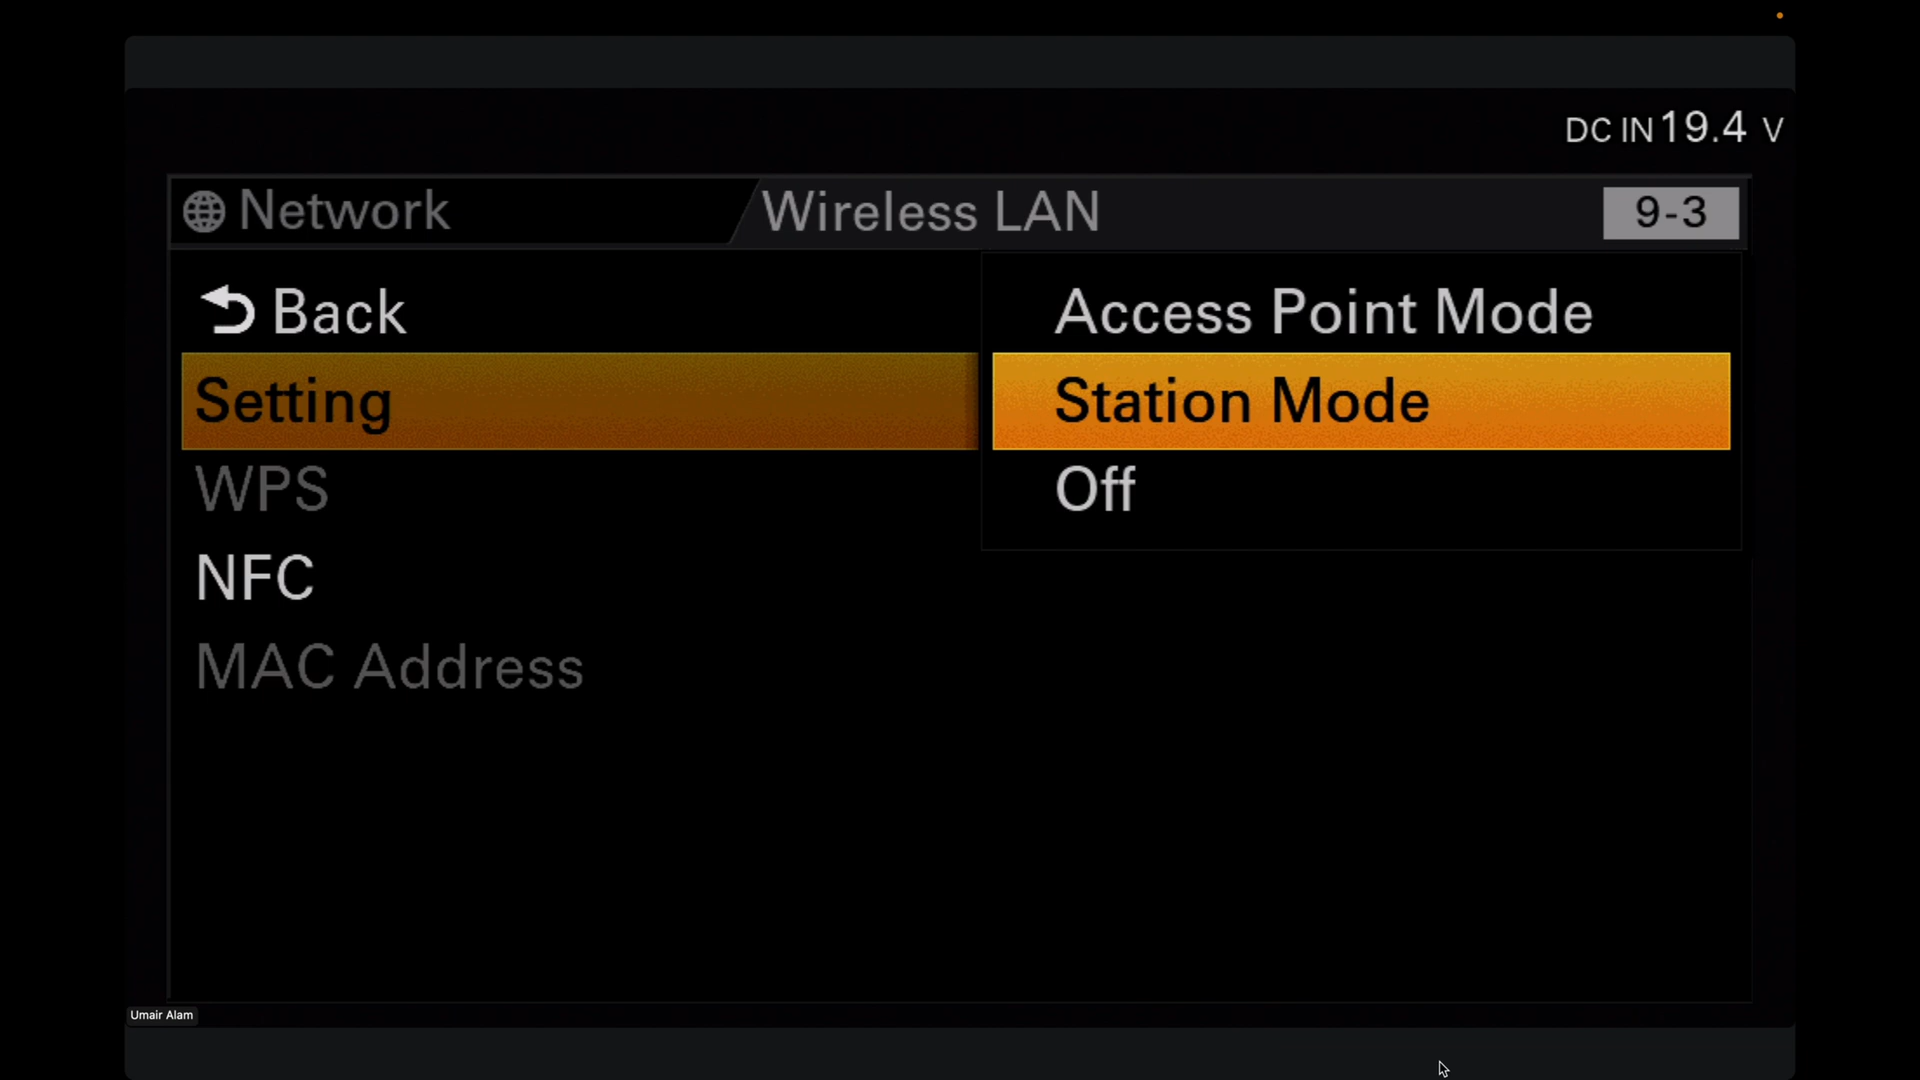 DC IN 19.4 V
Network
Wireless LAN
9-3
Back
Access Point Mode
Setting
Station Mode
WPS
Off
NFC
MAC Address
Umair Alam